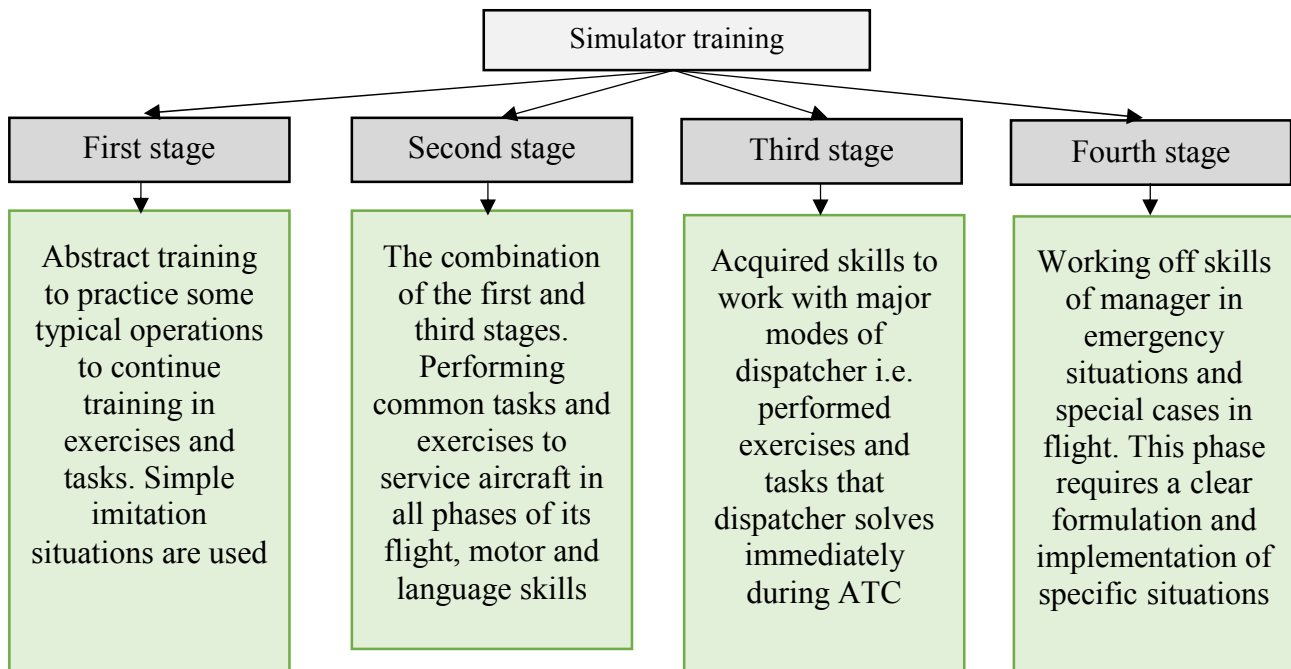 Simulator training
First stage
Second stage
Third stage
Fourth stage
Abstract training
to practice some
typical operations
to continue
training in
exercises and
tasks. Simple
imitation
situations are used
The combination
of the first and
third stages.
Performing
common tasks and
exercises to
service aircraft in
all phases of its
flight, motor and
language skills
Acquired skills to
work with major
modes of
dispatcher i.e.
performed
exercises and
tasks that
dispatcher solves
immediately
during ATC
Working off skills
of manager in
emergency
situations and
special cases in
flight. This phase
requires a clear
formulation and
implementation of
specific situations